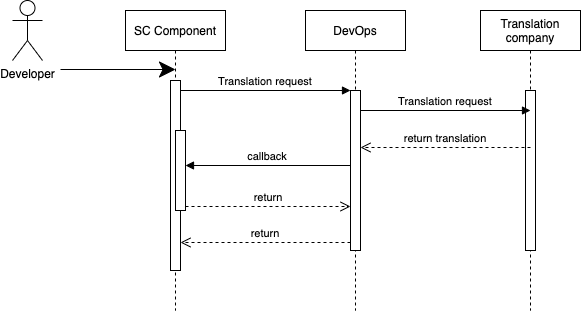 SC Component
DevOps
Translation
company
Developer
Translation request
Translation request
return translation
callback
return
return